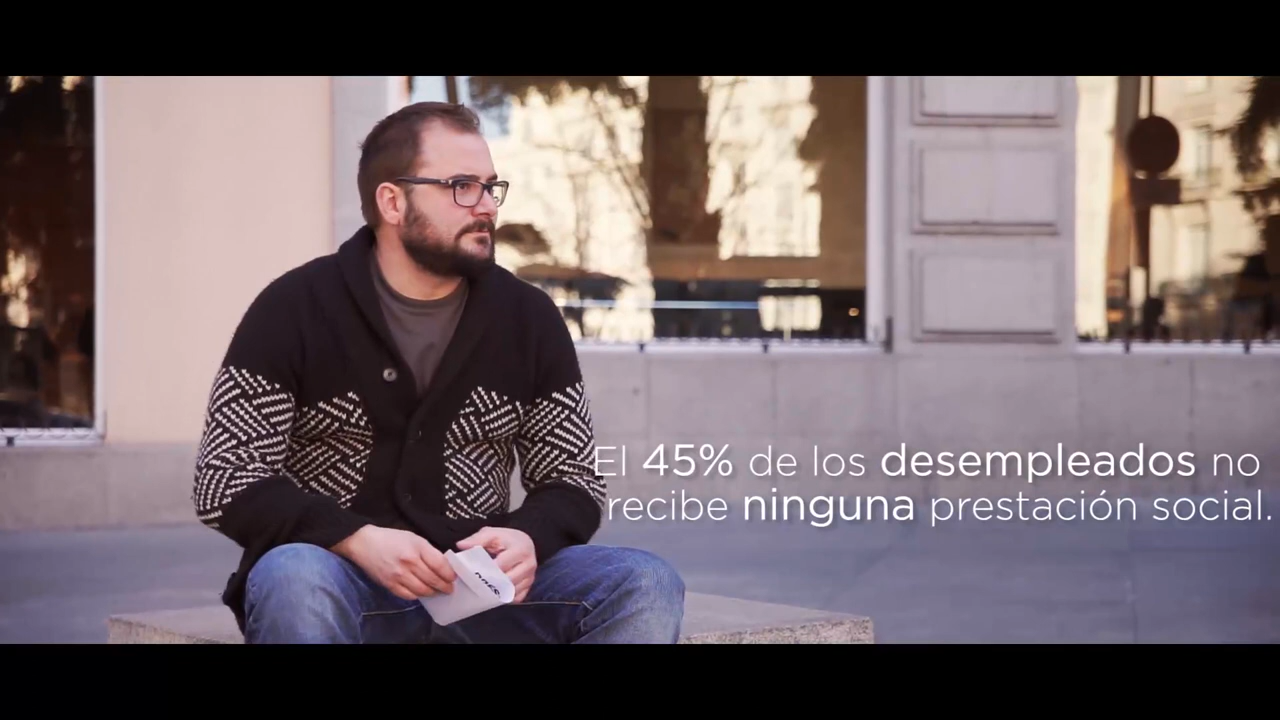 El 45% de los desempleados no
recibe ninguna prestación social.